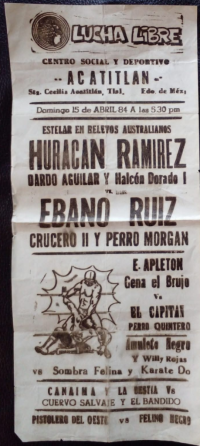 LUCHA LIBRE
CENTRO SOCIAL Y DEPORTIVO
-- ACATITLAN --
Sta. Cecilia Acatitlan, Tlal, Edo de Méx.
Domingo 15 de ABRIL 84 A las 5.30 pm
ESTELAR EN RELEVOS AUSTRALIANOS
HURACAN RAMIREZ
DARDO AGUILAR Y Halcón Dorado I
vs.
EBANO RUIZ
CRUCERO II Y PERRO MORGAN
E. APLETON
Gena el Brujo
Vs
EL CAPITAN
PERRO QUINTERO
Amuleto Negro
Y Willy Rojas
vs Sombra Felina y Karate Do
CANAIMA Y LA BESTIA Vs
CUERVO SALVATE Y EL BANDIDO
PISTOLERO DEL OESTE vs FELINO NEGRO